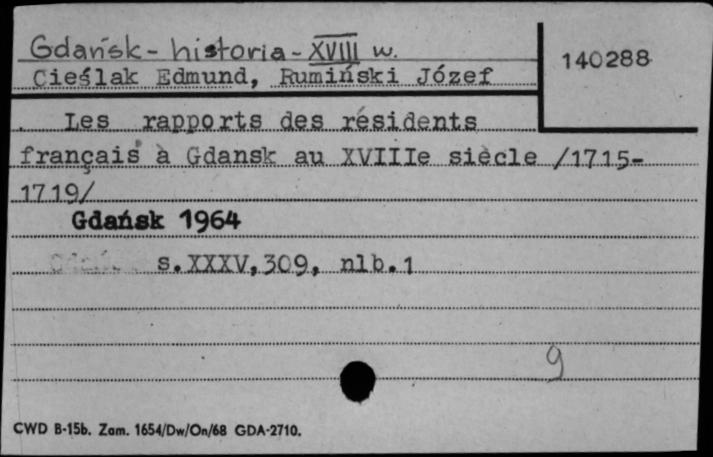 Gdańsk - historia - XVIII w.
140288
Cieślak Edmund, Rumiński Józef
. Les rapports des résidents
français à Gdansk au XVIIIe siècle /1715-
1719/
Gdańsk 1964
s.XXXV,309, nlb.1
9
CWD B-15b. Zam. 1654/Dw/On/68 GDA-2710.